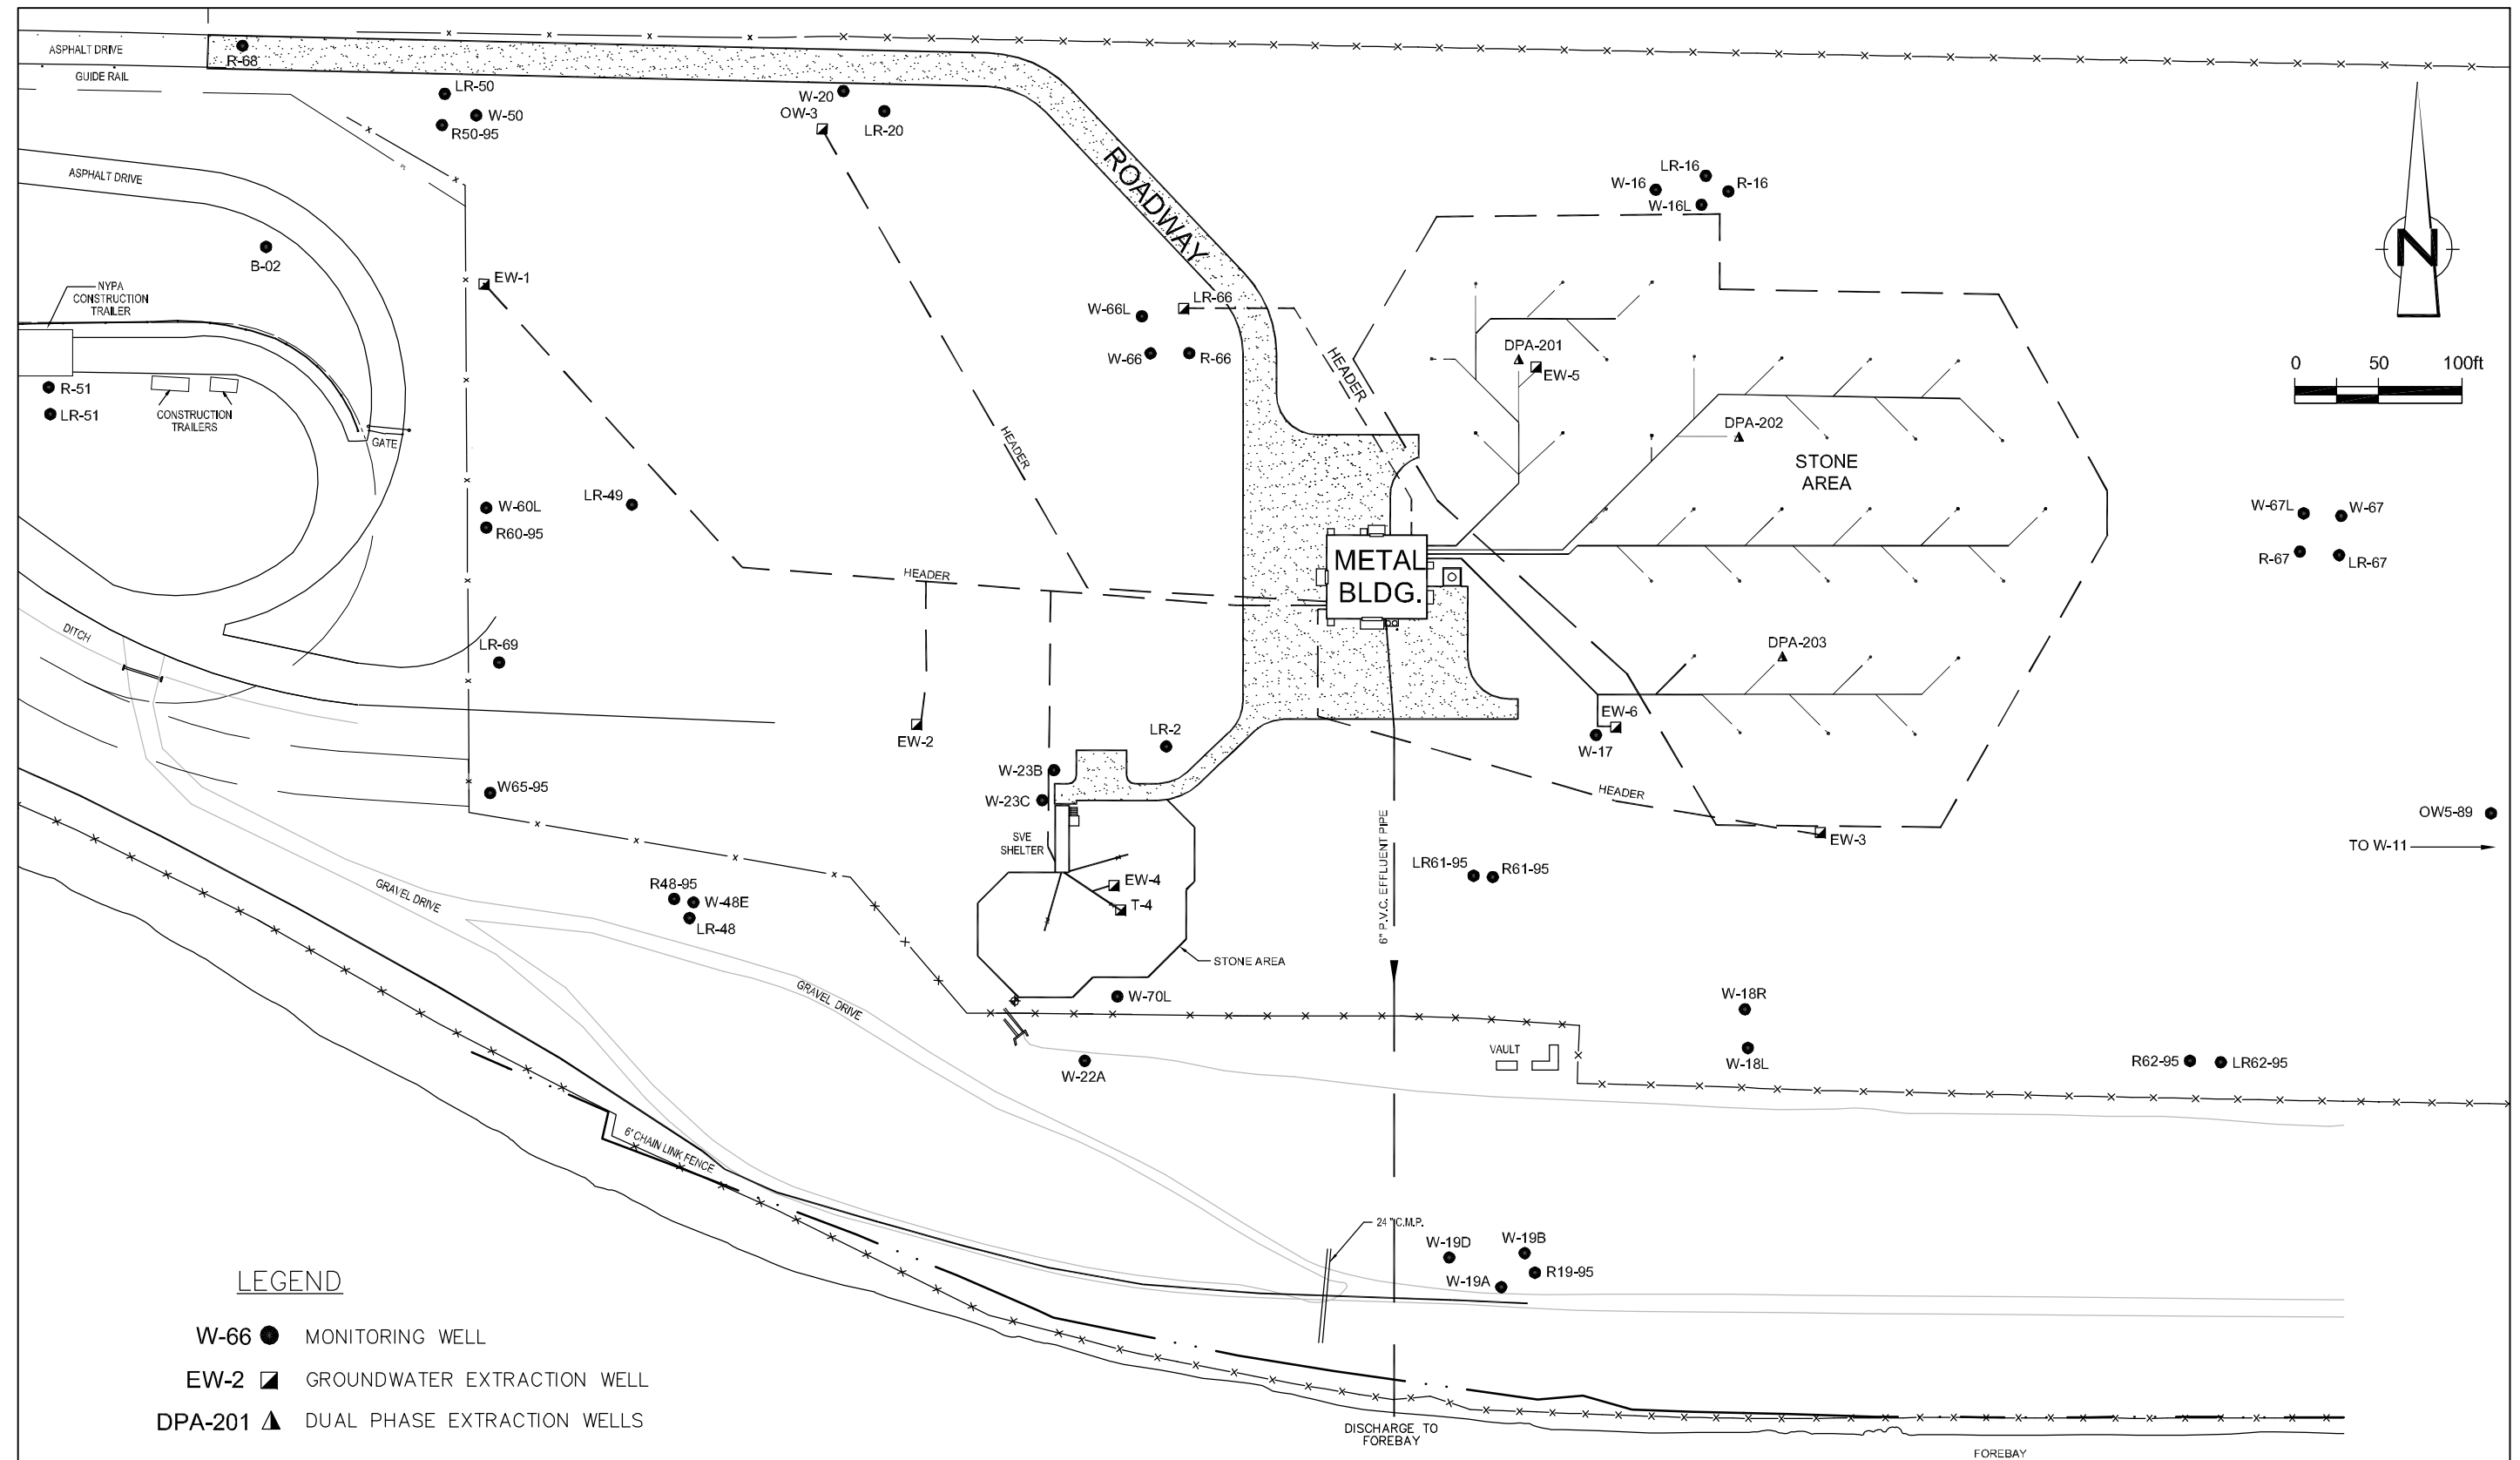 ASPHALT DRIVE
R-68
GUIDE RAIL
LR-50
W-50
R50-95
W-20
OW-3
LR-20
ROADWAY
LR-16
W-16
R-16
W-16L
N
ASPHALT DRIVE
B-02
EW-1
NYPA
CONSTRUCTION
TRAILER
LR-66
W-66L
W-66
R-66
HEADER
DPA-201
EW-5
0 50 100ft
R-51
LR-51
CONSTRUCTION
TRAILERS
GATE
HEADER
DPA-202
STONE
AREA
LR-49
W-60L
R60-95
W-67L
W-67
R-67
LR-67
METAL
BLDG.
HEADER
DITCH
LR-69
DPA-203
EW-2
LR-2
EW-6
W-17
W-23B
W-23C
W65-95
HEADER
OW5-89
TO W-11
EW-3
SVE
SHELTER
6" P.V.C. EFFLUENT PIPE
LR61-95
R61-95
EW-4
T-4
R48-95
W-48E
LR-48
GRAVEL DRIVE
STONE AREA
GRAVEL DRIVE
W-70L
W-18R
W-18L
VAULT
W-22A
R62-95
LR62-95
6' CHAIN LINK FENCE
24" C.M.P.
W-19D
W-19B
R19-95
W-19A
LEGEND
W-66 MONITORING WELL
EW-2 GROUNDWATER EXTRACTION WELL
DPA-201 DUAL PHASE EXTRACTION WELLS
DISCHARGE TO
FOREBAY
FOREBAY